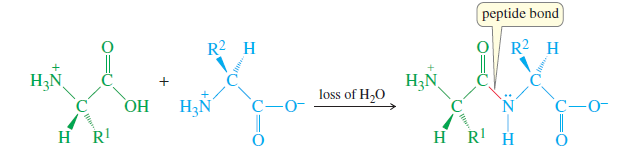 peptide bond
O R² H O R² H
H₃N⁺ C + C H₃N⁺ C C
C OH H₃N⁺ C—O⁻ loss of H₂O C N̈ C—O⁻
H R¹ O H R¹ H O